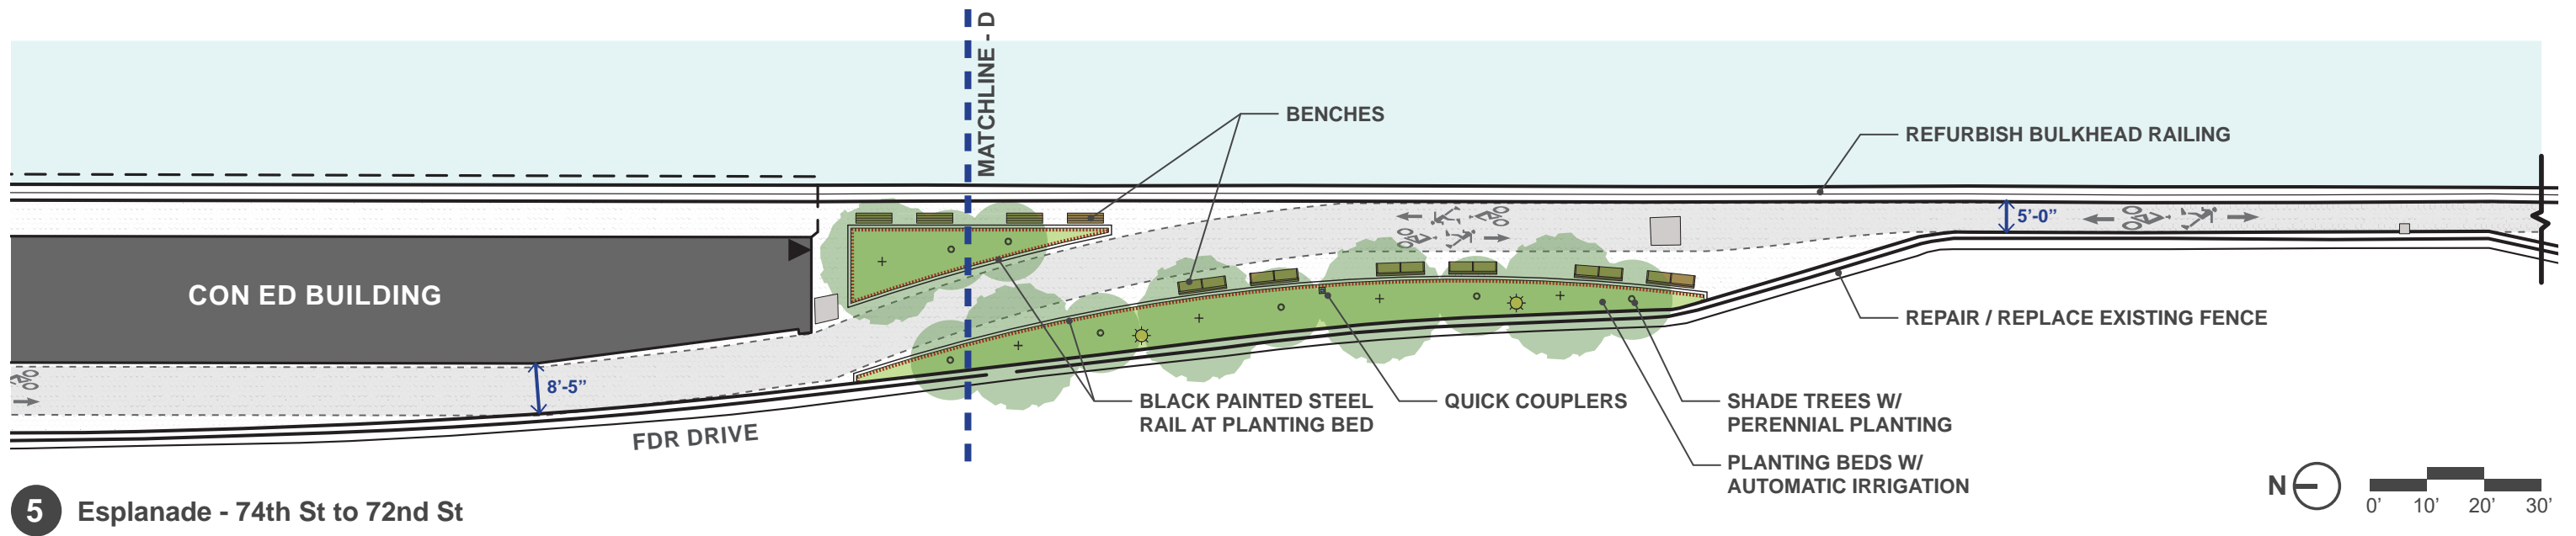 MATCHLINE - D
BENCHES
REFURBISH BULKHEAD RAILING
5’-0”
CON ED BUILDING
REPAIR / REPLACE EXISTING FENCE
8’-5”
BLACK PAINTED STEEL
RAIL AT PLANTING BED
QUICK COUPLERS
SHADE TREES W/
PERENNIAL PLANTING
FDR DRIVE
PLANTING BEDS W/
AUTOMATIC IRRIGATION
N
0’ 10’ 20’ 30’
5 Esplanade - 74th St to 72nd St